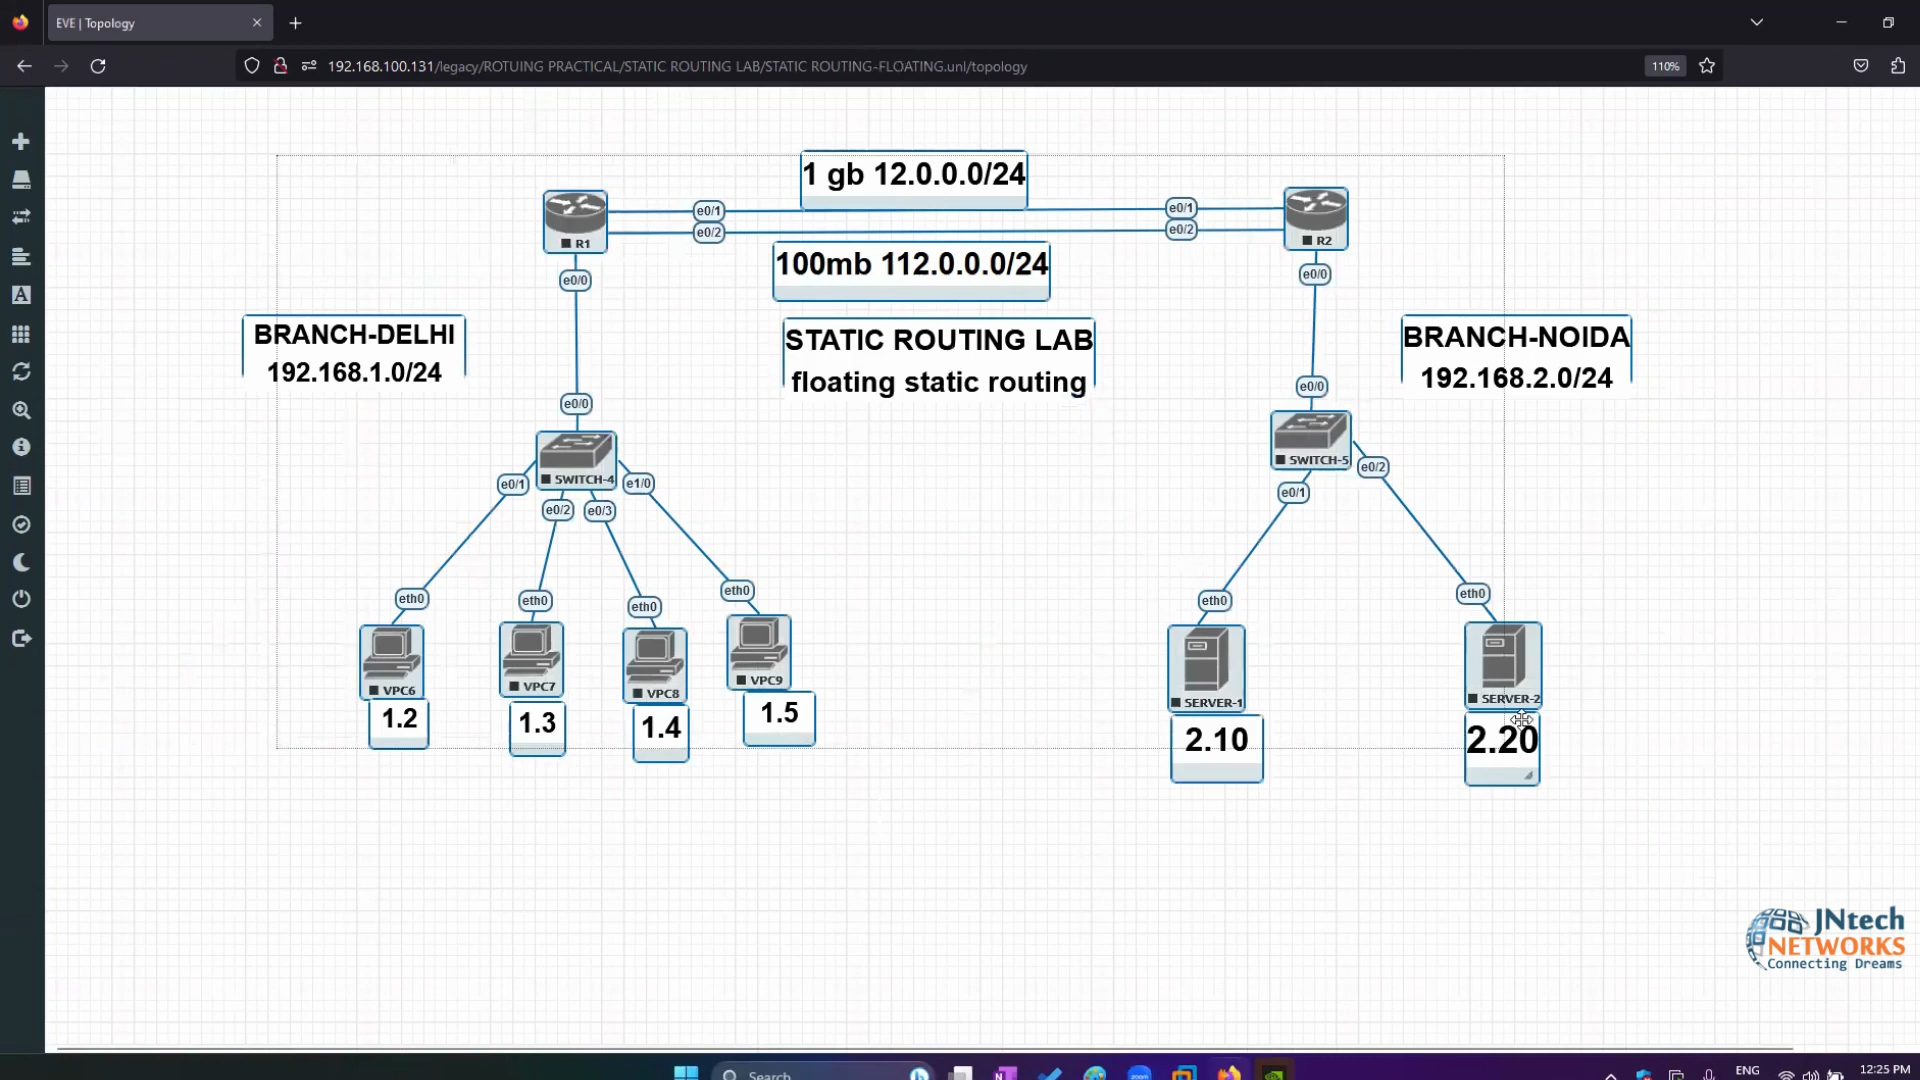 EVE | Topology
192.168.100.131/legacy/ROTUING PRACTICAL/STATIC ROUTING LAB/STATIC ROUTING-FLOATING.unl/topology
110%
1 gb 12.0.0.0/24
R1
e0/1
e0/1
R2
e0/2
e0/2
100mb 112.0.0.0/24
e0/0
e0/0
BRANCH-DELHI
192.168.1.0/24
STATIC ROUTING LAB
floating static routing
BRANCH-NOIDA
192.168.2.0/24
e0/0
e0/0
SWITCH-4
SWITCH-5
e0/1
e0/2
e0/3
e1/0
e0/1
e0/2
eth0
eth0
eth0
eth0
eth0
eth0
VPC6
VPC7
VPC8
VPC9
SERVER-1
SERVER-2
1.2
1.3
1.4
1.5
2.10
2.20
JNtech
NETWORKS
Connecting Dreams
Search
ENG
12:25 PM